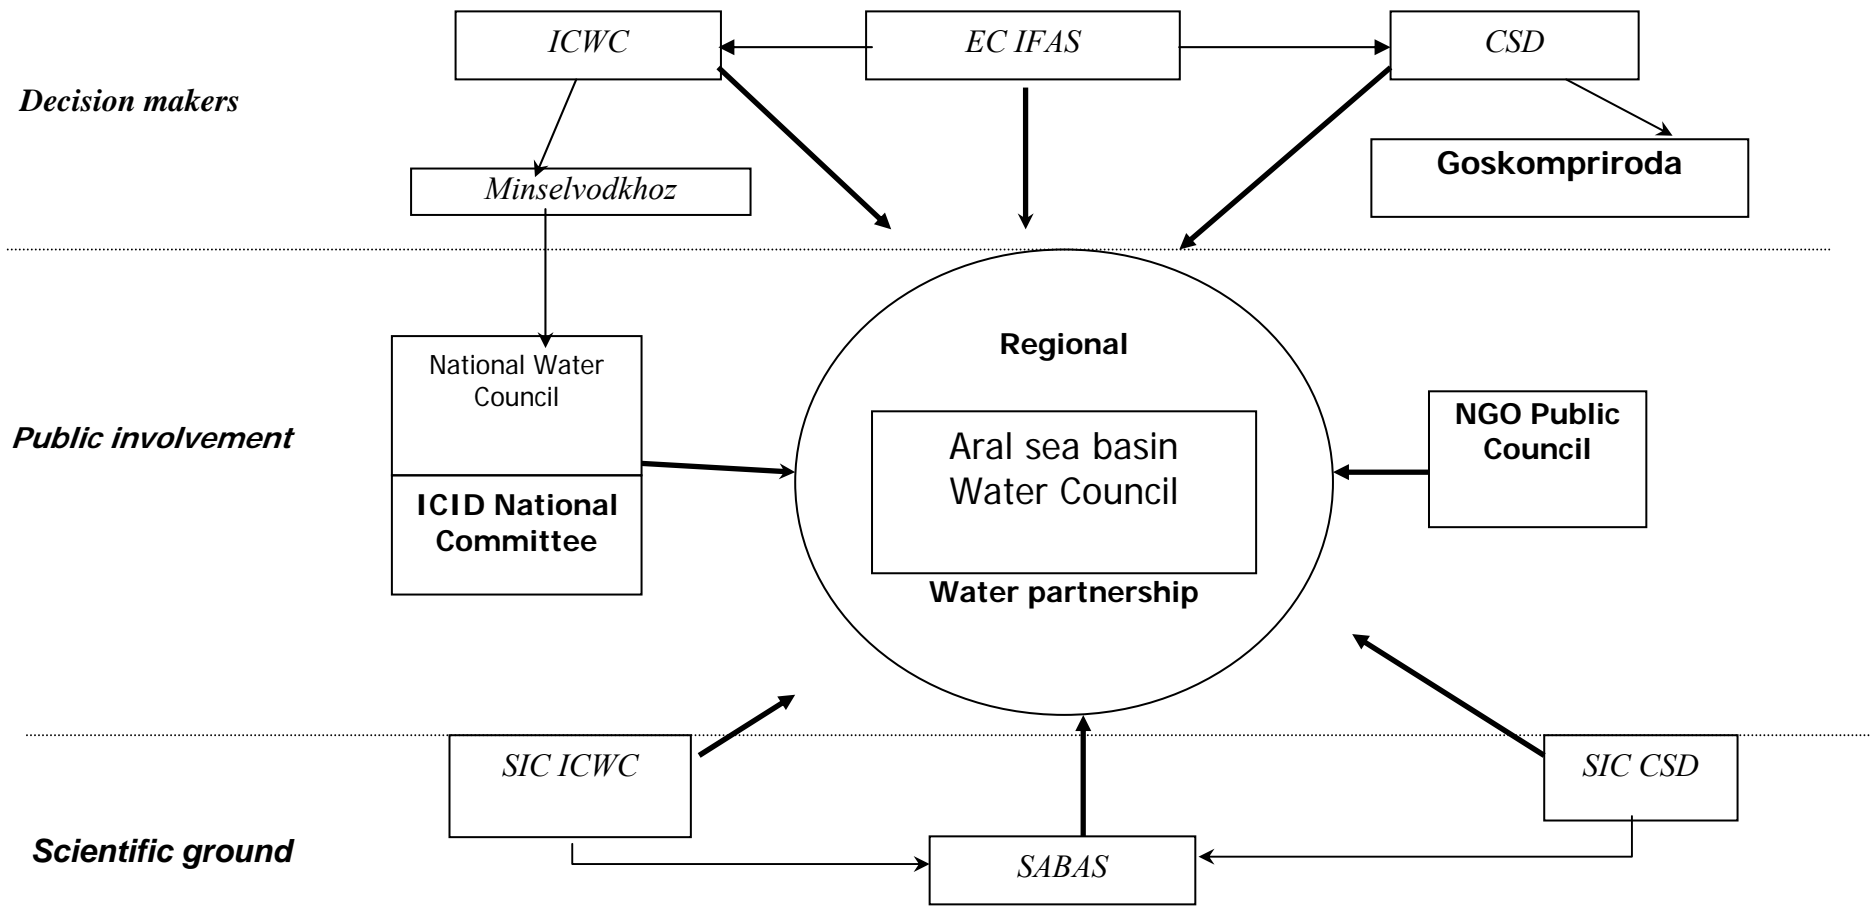 ICWC
EC IFAS
CSD
Decision makers
Goskompriroda
Minselvodkhoz
Regional
National Water
Council
Public involvement
Aral sea basin
Water Council
NGO Public
Council
ICID National
Committee
Water partnership
SIC ICWC
SIC CSD
Scientific ground
SABAS